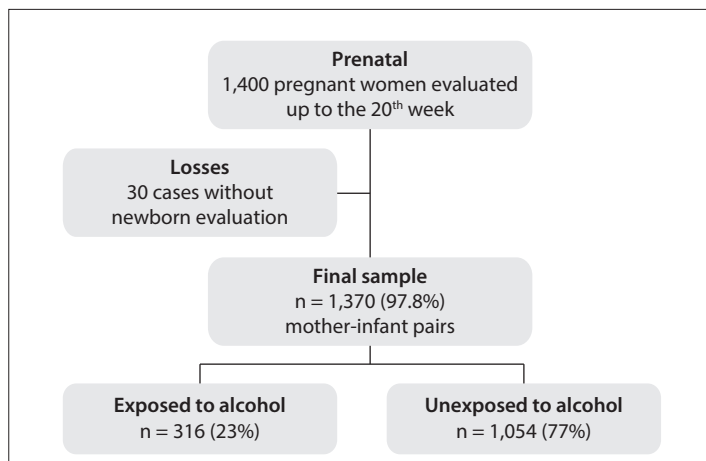 Prenatal
1,400 pregnant women evaluated
up to the 20th week
Losses
30 cases without
newborn evaluation
Final sample
n = 1,370 (97.8%)
mother-infant pairs
Exposed to alcohol
n = 316 (23%)
Unexposed to alcohol
n = 1,054 (77%)